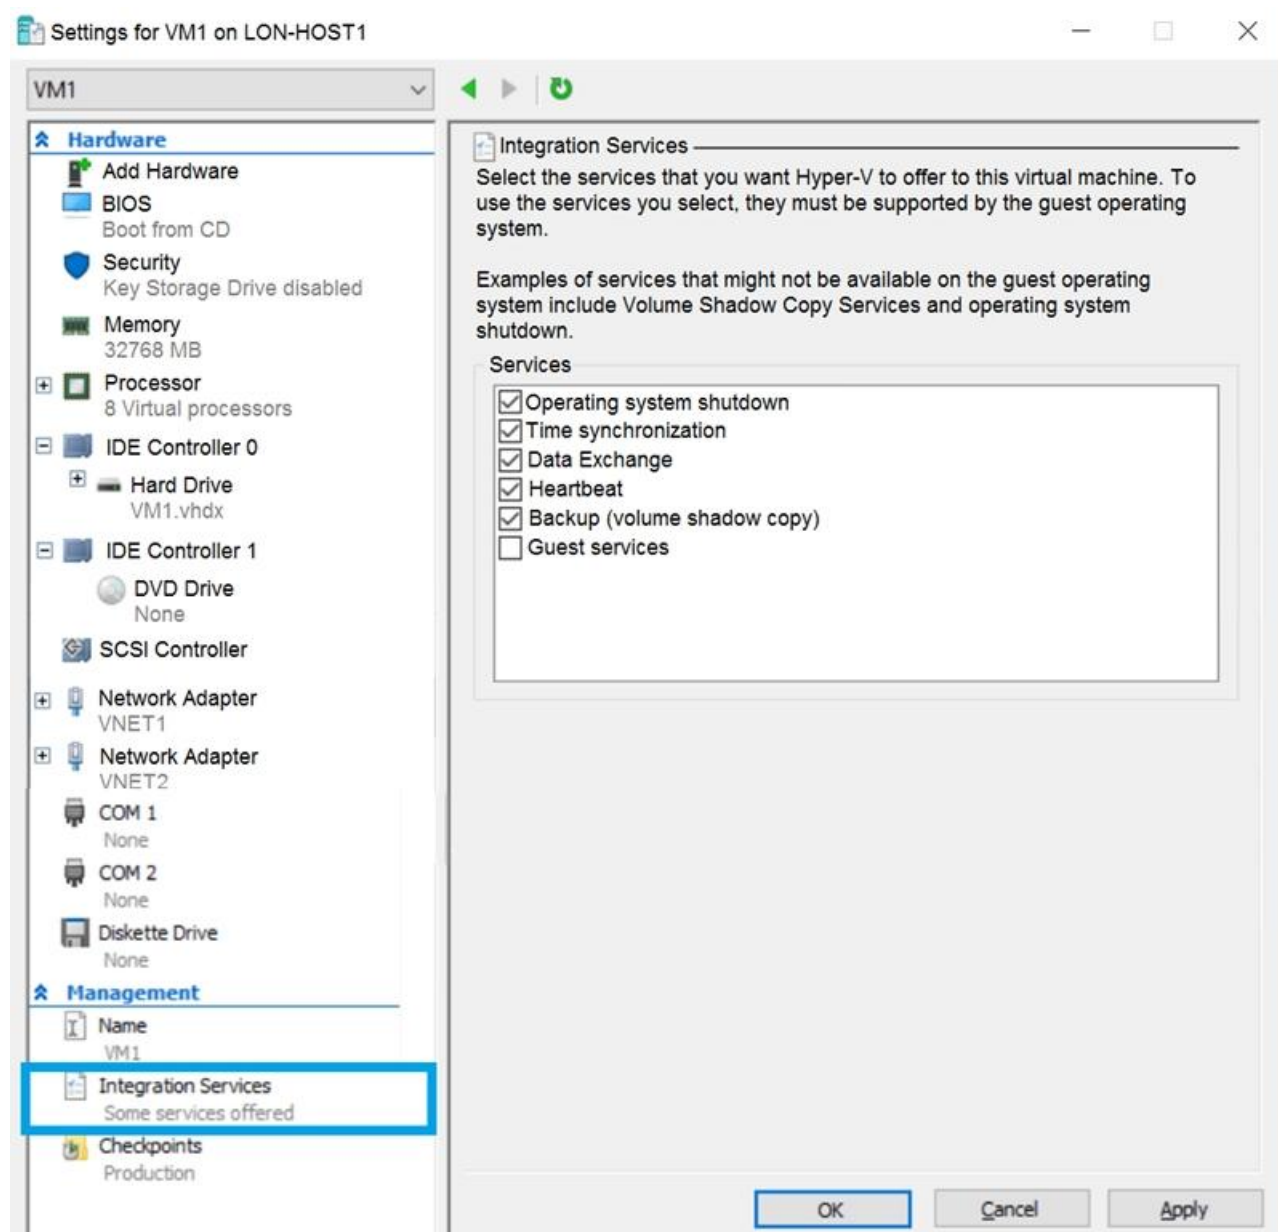 Settings for VM1 on LON-HOST1
VM1
Hardware
Add Hardware
BIOS
Boot from CD
Security
Key Storage Drive disabled
Memory
32768 MB
Processor
8 Virtual processors
IDE Controller 0
Hard Drive
VM1.vhdx
IDE Controller 1
DVD Drive
None
SCSI Controller
Network Adapter
VNET1
Network Adapter
VNET2
COM 1
None
COM 2
None
Diskette Drive
None
Management
Name
VM1
Integration Services
Some services offered
Checkpoints
Production
Integration Services
Select the services that you want Hyper-V to offer to this virtual machine. To
use the services you select, they must be supported by the guest operating
system.
Examples of services that might not be available on the guest operating
system include Volume Shadow Copy Services and operating system
shutdown.
Services
Operating system shutdown
Time synchronization
Data Exchange
Heartbeat
Backup (volume shadow copy)
Guest services
OK
Cancel
Apply